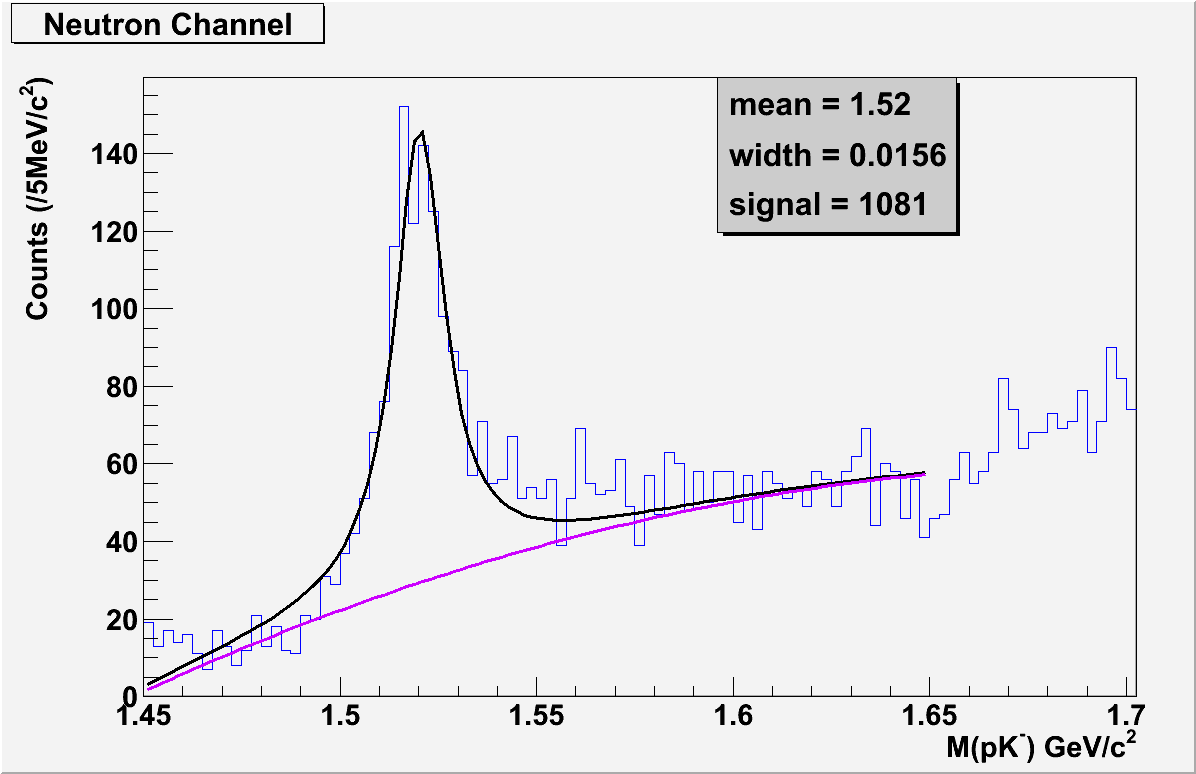 Neutron Channel
mean = 1.52
width = 0.0156
signal = 1081
Counts (/5MeV/c²)
140
120
100
80
60
40
20
0
1.45 1.5 1.55 1.6 1.65 1.7
M(pK⁻) GeV/c²